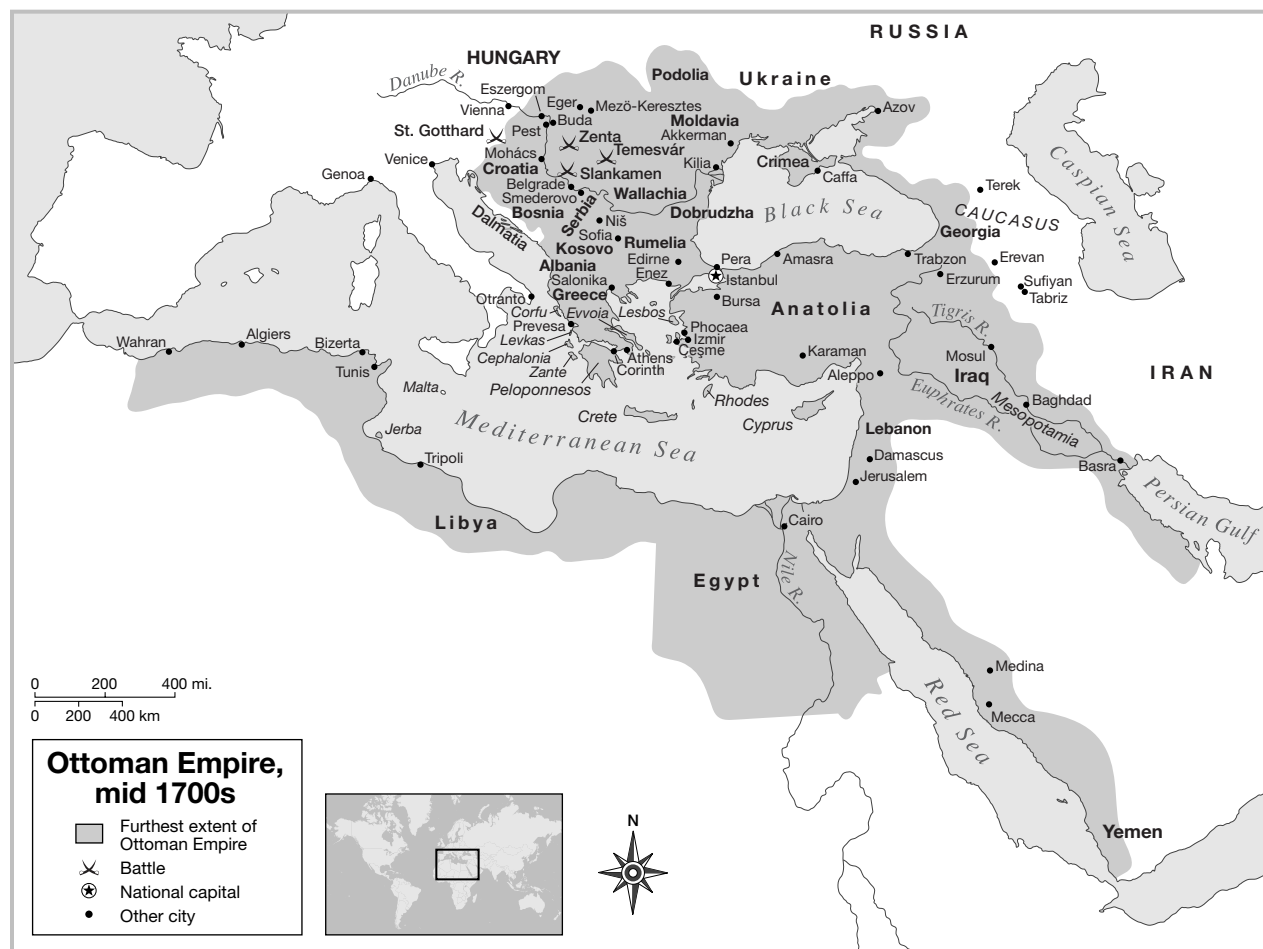 RUSSIA
HUNGARY
Podolia
Ukraine
Danube R.
Eszergom
Vienna
Eger
Mezö-Keresztes
Azov
Buda
Pest
Moldavia
Akkerman
St. Gotthard
Zenta
Temesvár
Mohács
Croatia
Kilia
Crimea
Caffa
Venice
Genoa
Slankamen
Belgrade
Smederovo
Wallachia
Terek
Caspian Sea
Bosnia
Serbia
Dobrudzha
Black Sea
CAUCASUS
Georgia
Dalmatia
Niš
Sofia
Kosovo
Rumelia
Edirne
Pera
Amasra
Trabzon
Erevan
Albania
Enez
Istanbul
Erzurum
Sufiyan
Tabriz
Salonika
Greece
Otranto
Bursa
Anatolia
Corfu
Evvoia
Lesbos
Tigris R.
Prevesa
Phocaea
Izmir
Çeşme
Levkas
Wahran
Algiers
Bizerta
Tunis
Cephalonia
Athens
Corinth
Karaman
Mosul
Zante
Peloponnesos
Aleppo
Iraq
IRAN
Malta
Rhodes
Euphrates R.
Mesopotamia
Baghdad
Crete
Cyprus
Jerba
Mediterranean Sea
Lebanon
Tripoli
Damascus
Basra
Jerusalem
Persian Gulf
Libya
Cairo
Egypt
Nile R.
Medina
Mecca
Red Sea
Yemen
0 200 400 mi.
0 200 400 km
Ottoman Empire,
mid 1700s
Furthest extent of
Ottoman Empire
Battle
National capital
Other city
N